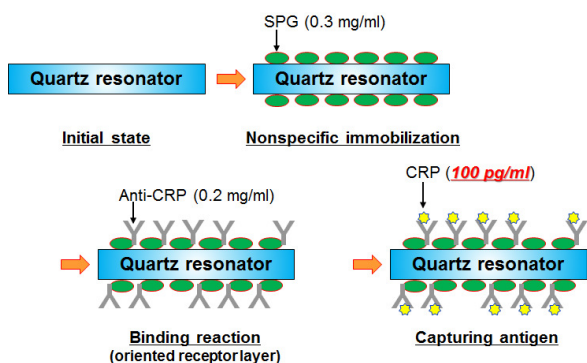 SPG (0.3 mg/ml)
Quartz resonator
Quartz resonator
Initial state
Nonspecific immobilization
Anti-CRP (0.2 mg/ml)
CRP (100 pg/ml)
Quartz resonator
Quartz resonator
Binding reaction
(oriented receptor layer)
Capturing antigen